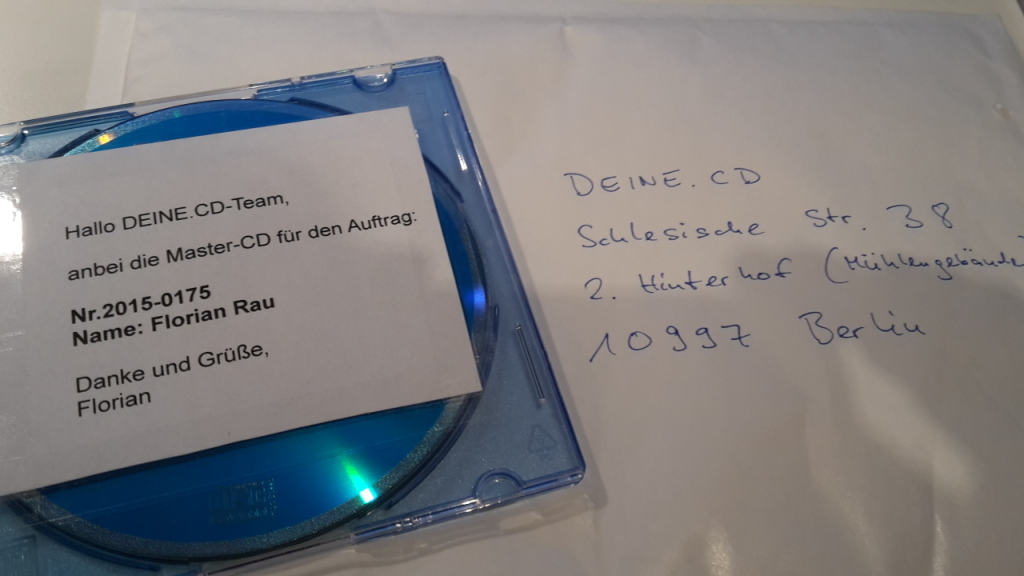 Hallo DEINE.CD-Team,
anbei die Master-CD für den Auftrag:
Nr.2015-0175
Name: Florian Rau
Danke und Grüße,
Florian
DEINE.CD
Schlesische Str. 38
2. Hinterhof (Mühlengebäude)
10997 Berlin